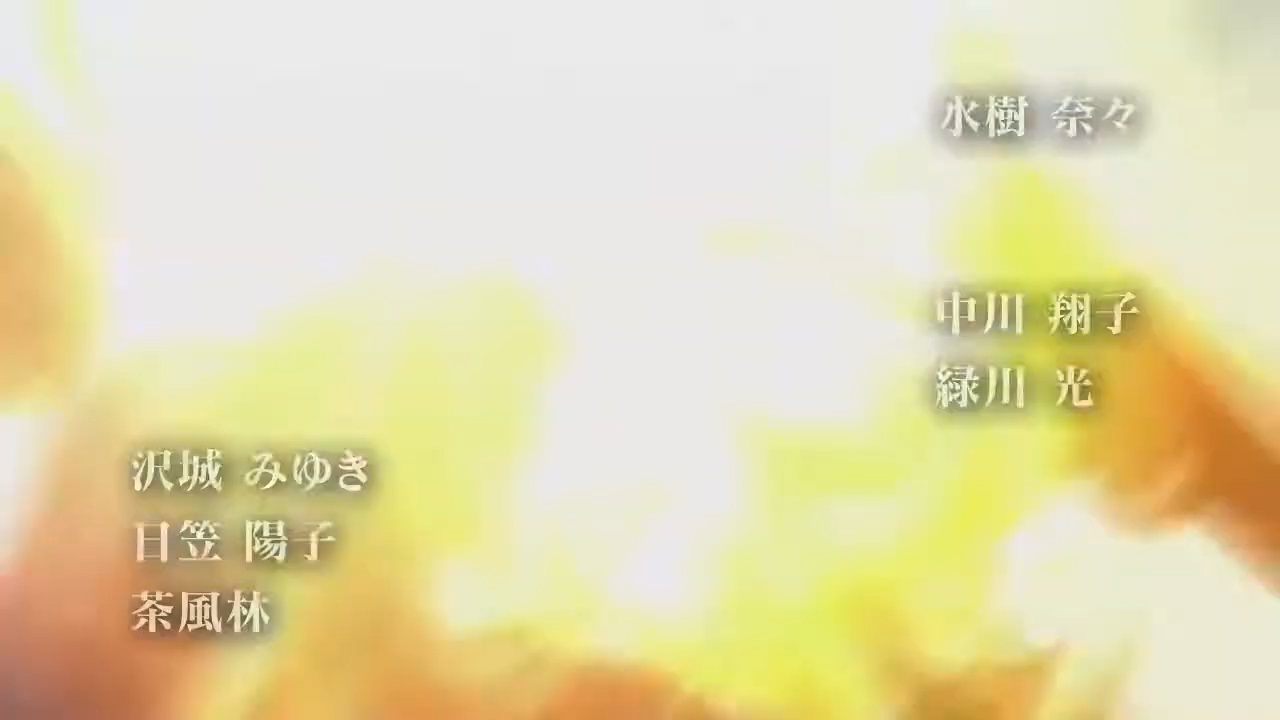 水樹 奈々
中川 翔子
緑川 光
沢城 みゆき
日笠 陽子
茶風林